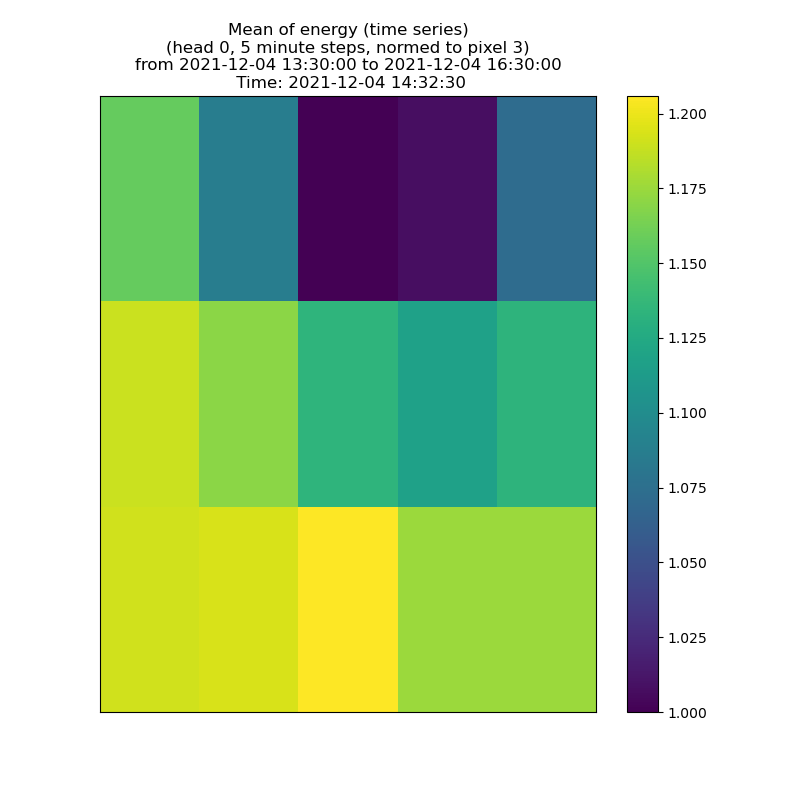 Mean of energy (time series)
(head 0, 5 minute steps, normed to pixel 3)
from 2021-12-04 13:30:00 to 2021-12-04 16:30:00
Time: 2021-12-04 14:32:30
1.200
1.175
1.150
1.125
1.100
1.075
1.050
1.025
1.000